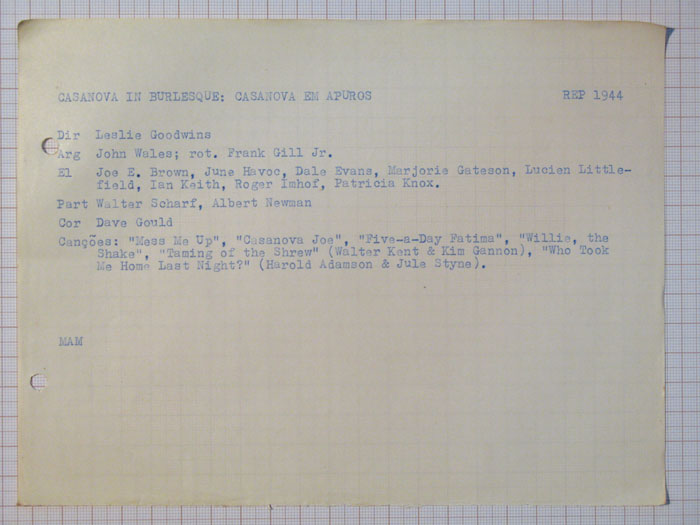 CASANOVA IN BURLESQUE: CASANOVA EM APUROS REP 1944
Dir Leslie Goodwins
Arg John Wales; rot. Frank Gill Jr.
El Joe E. Brown, June Havoc, Dale Evans, Marjorie Gateson, Lucien Little-
field, Ian Keith, Roger Imhof, Patricia Knox.
Part Walter Scharf, Albert Newman
Cor Dave Gould
Canções: "Mess Me Up", "Casanova Joe", "Five-a-Day Fatima", "Willie, the
Shake", "Taming of the Shrew" (Walter Kent & Kim Gannon), "Who Took
Me Home Last Night?" (Harold Adamson & Jule Styne).
MAM